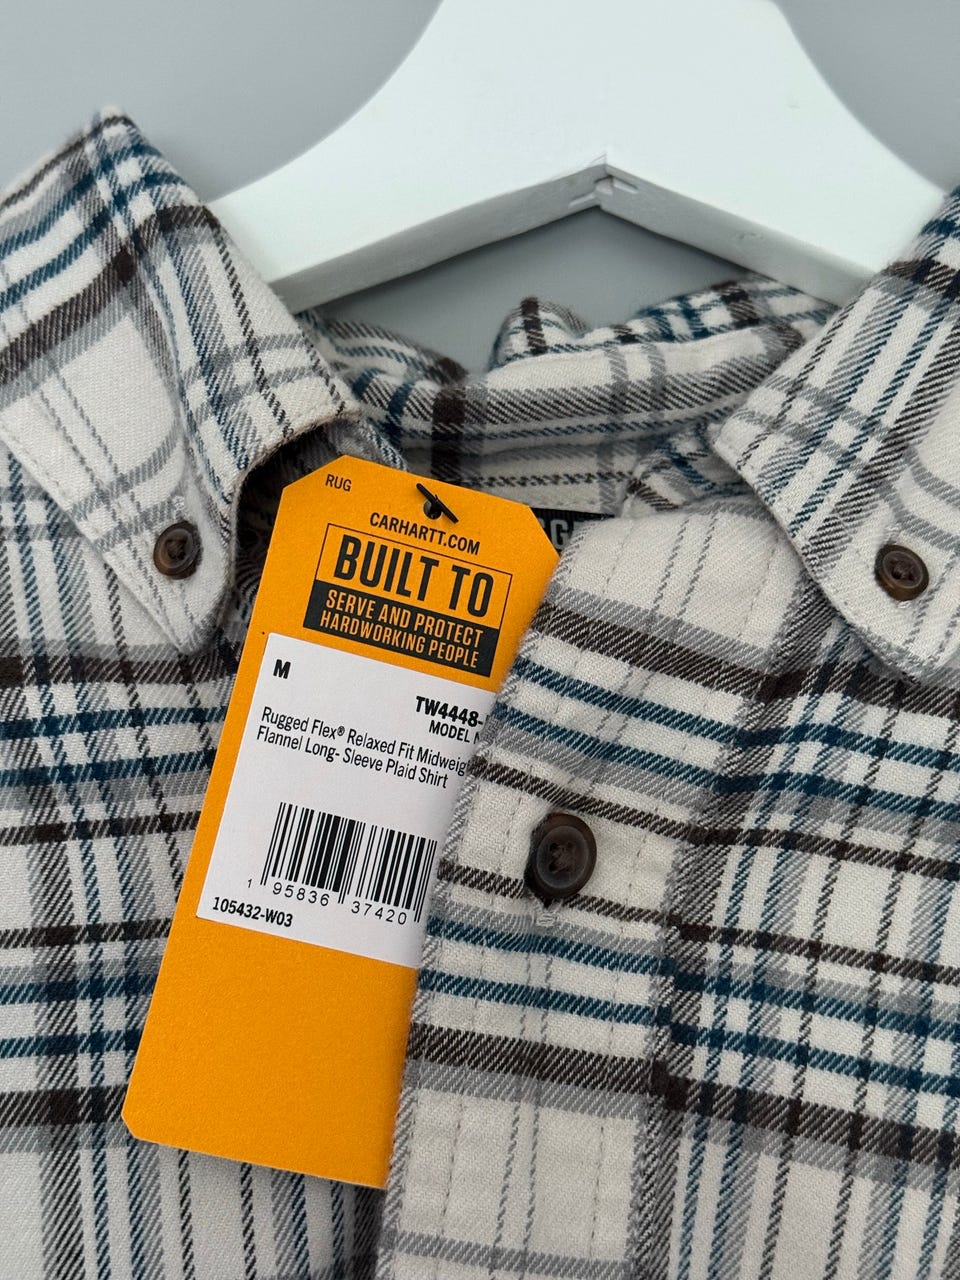 RUG
CARHARTT.COM
BUILT TO
SERVE AND PROTECT
HARDWORKING PEOPLE
M
TW4448-
MODEL
Rugged Flex® Relaxed Fit
Flannel Long- Sleeve Plaid Shirt
1 95836 37420
105432-W03